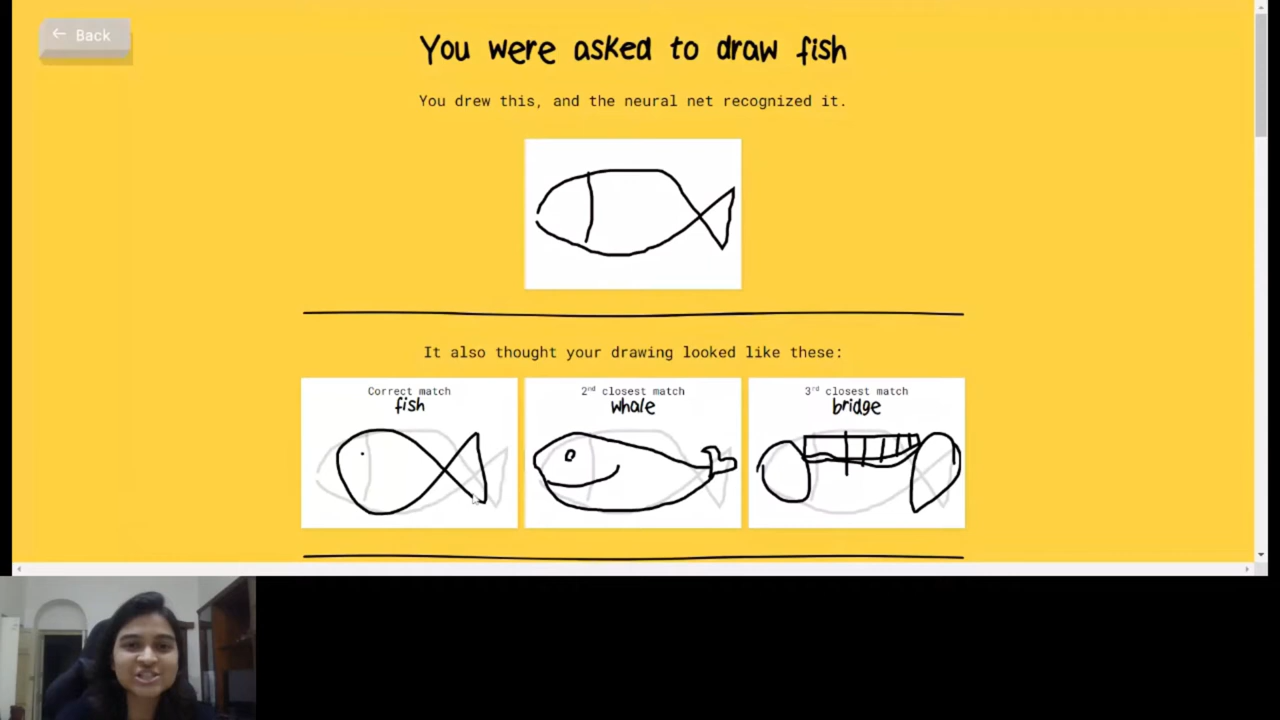 ← Back
You were asked to draw fish
You drew this, and the neural net recognized it.
It also thought your drawing looked like these:
Correct match
fish
2nd closest match
whale
3rd closest match
bridge